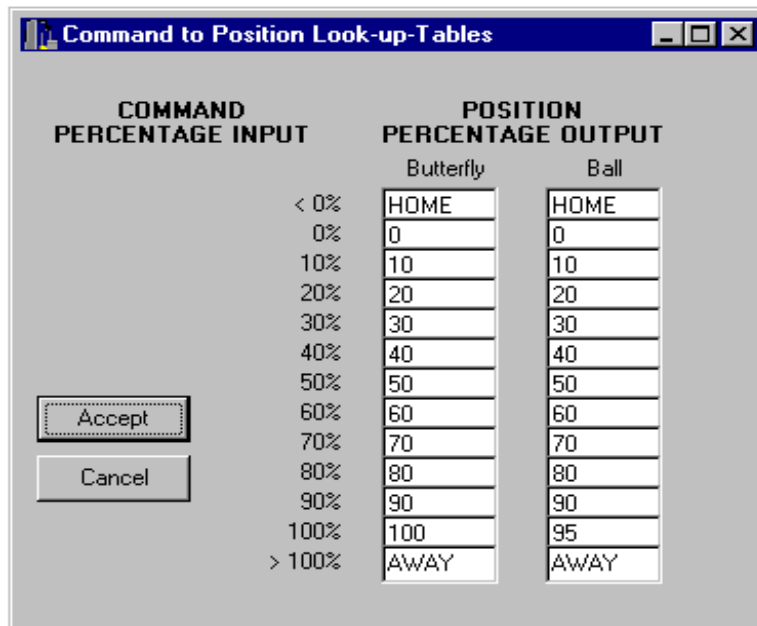 Command to Position Look-up-Tables
COMMAND PERCENTAGE INPUT
POSITION PERCENTAGE OUTPUT
Butterfly Ball
< 0% HOME HOME
0% 0 0
10% 10 10
20% 20 20
30% 30 30
40% 40 40
50% 50 50
60% 60 60
70% 70 70
80% 80 80
90% 90 90
100% 100 95
> 100% AWAY AWAY
Accept
Cancel